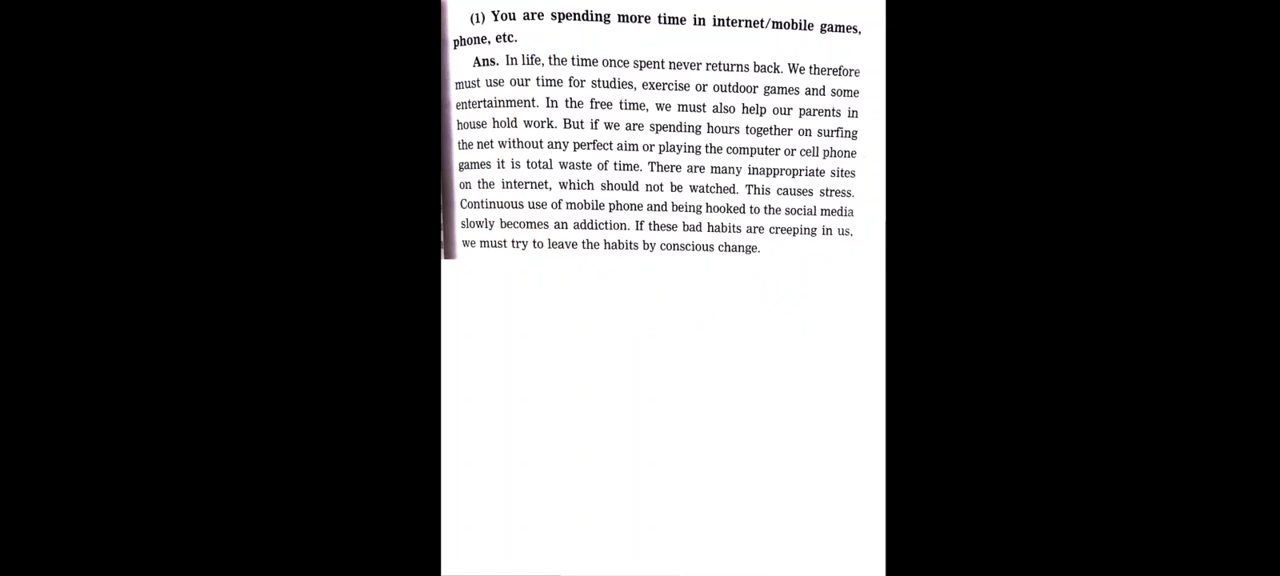 (1) You are spending more time in internet/mobile games,
phone, etc.
Ans. In life, the time once spent never returns back. We therefore
must use our time for studies, exercise or outdoor games and some
entertainment. In the free time, we must also help our parents in
house hold work. But if we are spending hours together on surfing
the net without any perfect aim or playing the computer or cell phone
games it is total waste of time. There are many inappropriate sites
on the internet, which should not be watched. This causes stress.
Continuous use of mobile phone and being hooked to the social media
slowly becomes an addiction. If these bad habits are creeping in us,
we must try to leave the habits by conscious change.